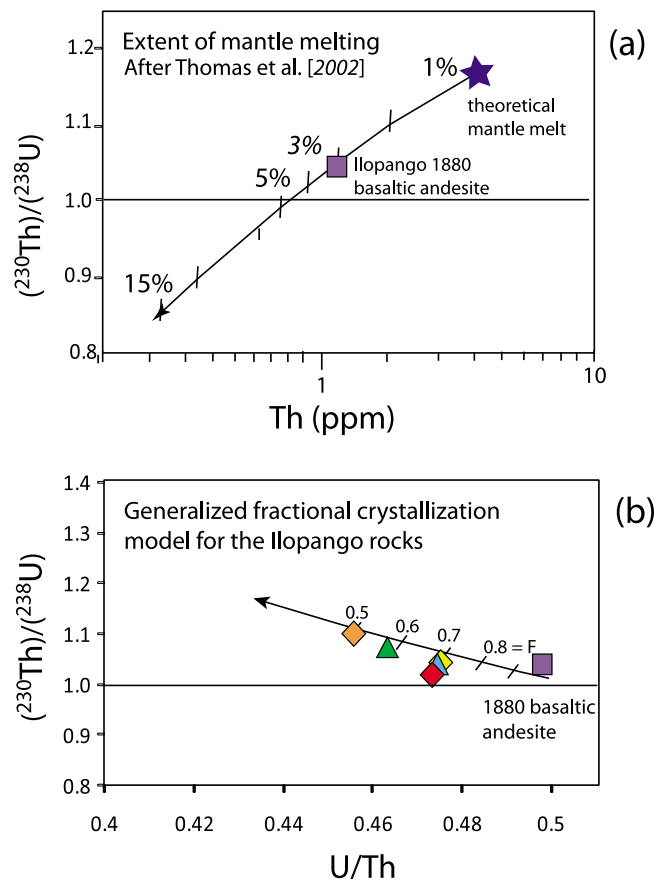 (a)
Extent of mantle melting
After Thomas et al. [2002]
1%
theoretical
mantle melt
3%
Ilopango 1880
basaltic andesite
5%
15%
1.2
1.1
1.0
0.9
0.8
(²³⁰Th)/(²³⁸U)
1
10
Th (ppm)
(b)
Generalized fractional crystallization
model for the Ilopango rocks
0.5
0.6
0.7
0.8 = F
1880 basaltic
andesite
1.4
1.3
1.2
1.1
1.0
0.9
0.8
(²³⁰Th)/(²³⁸U)
0.4
0.42
0.44
0.46
0.48
0.5
U/Th